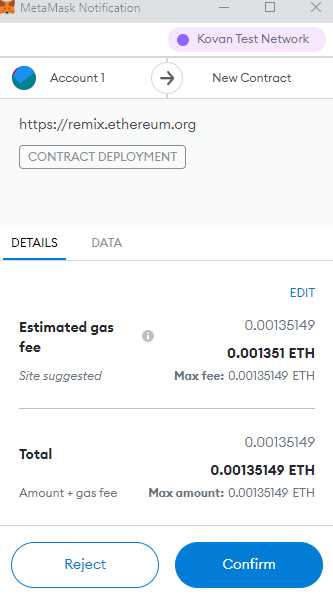 MetaMask Notification
Kovan Test Network
Account 1
New Contract
https://remix.ethereum.org
CONTRACT DEPLOYMENT
DETAILS
DATA
EDIT
Estimated gas fee
0.00135149
0.001351 ETH
Site suggested
Max fee: 0.00135149 ETH
Total
0.00135149
0.00135149 ETH
Amount + gas fee
Max amount: 0.00135149 ETH
Reject
Confirm